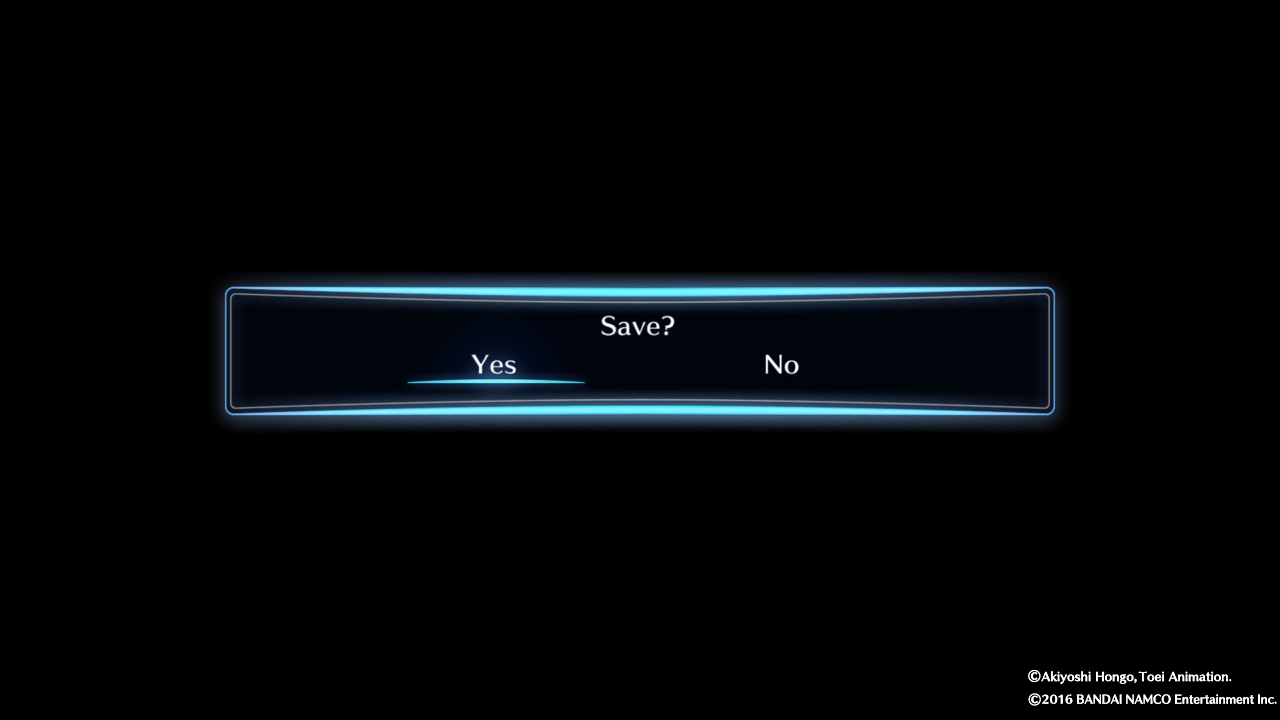 Save?
Yes No
©Akiyoshi Hongo, Toei Animation.
©2016 BANDAI NAMCO Entertainment Inc.